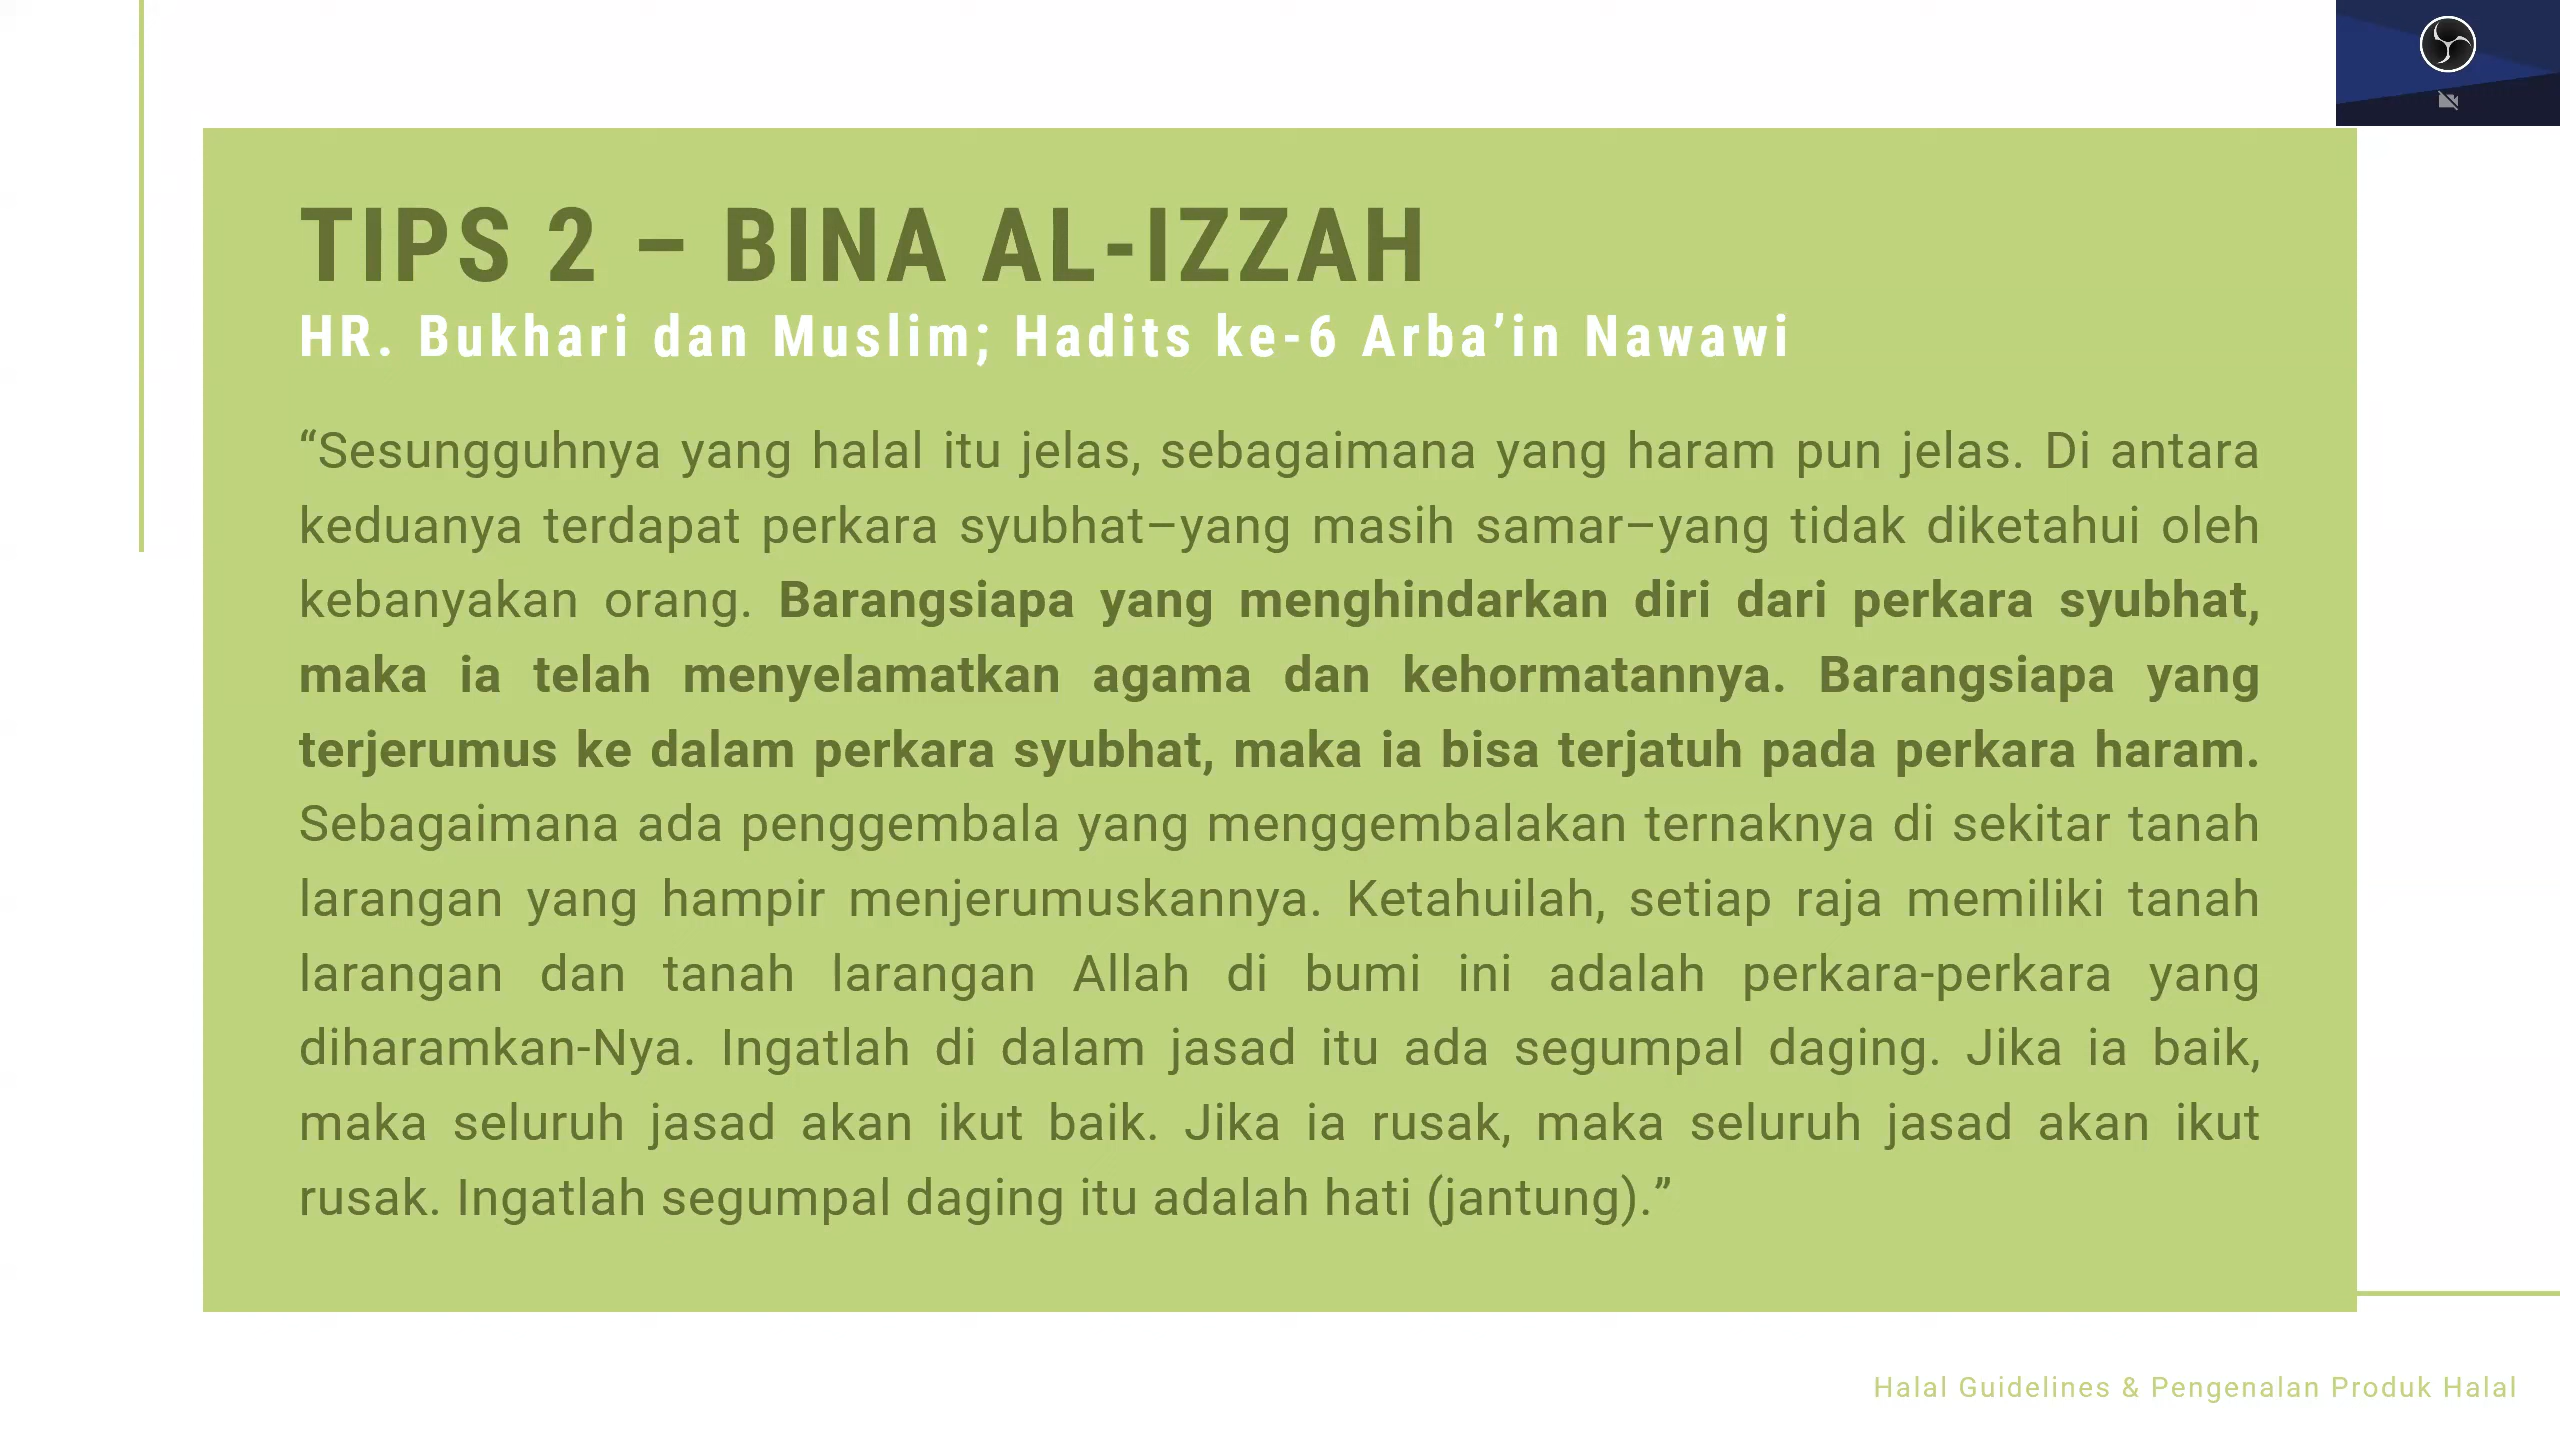 TIPS 2 – BINA AL-IZZAH
HR. Bukhari dan Muslim; Hadits ke-6 Arba’in Nawawi
“Sesungguhnya yang halal itu jelas, sebagaimana yang haram pun jelas. Di antara
keduanya terdapat perkara syubhat–yang masih samar–yang tidak diketahui oleh
kebanyakan orang. Barangsiapa yang menghindarkan diri dari perkara syubhat,
maka ia telah menyelamatkan agama dan kehormatannya. Barangsiapa yang
terjerumus ke dalam perkara syubhat, maka ia bisa terjatuh pada perkara haram.
Sebagaimana ada penggembala yang menggembalakan ternaknya di sekitar tanah
larangan yang hampir menjerumuskannya. Ketahuilah, setiap raja memiliki tanah
larangan dan tanah larangan Allah di bumi ini adalah perkara-perkara yang
diharamkan-Nya. Ingatlah di dalam jasad itu ada segumpal daging. Jika ia baik,
maka seluruh jasad akan ikut baik. Jika ia rusak, maka seluruh jasad akan ikut
rusak. Ingatlah segumpal daging itu adalah hati (jantung).”
Halal Guidelines & Pengenalan Produk Halal